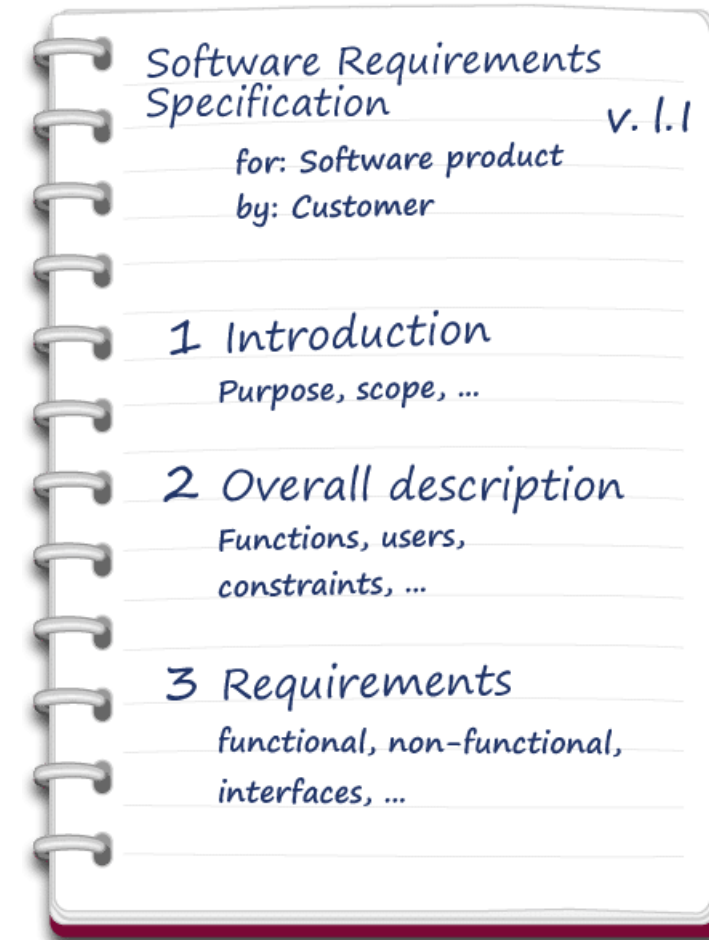 Software Requirements
Specification
v. 1.1
for: Software product
by: Customer
1 Introduction
Purpose, scope, ...
2 Overall description
Functions, users,
constraints, ...
3 Requirements
functional, non-functional,
interfaces, ...